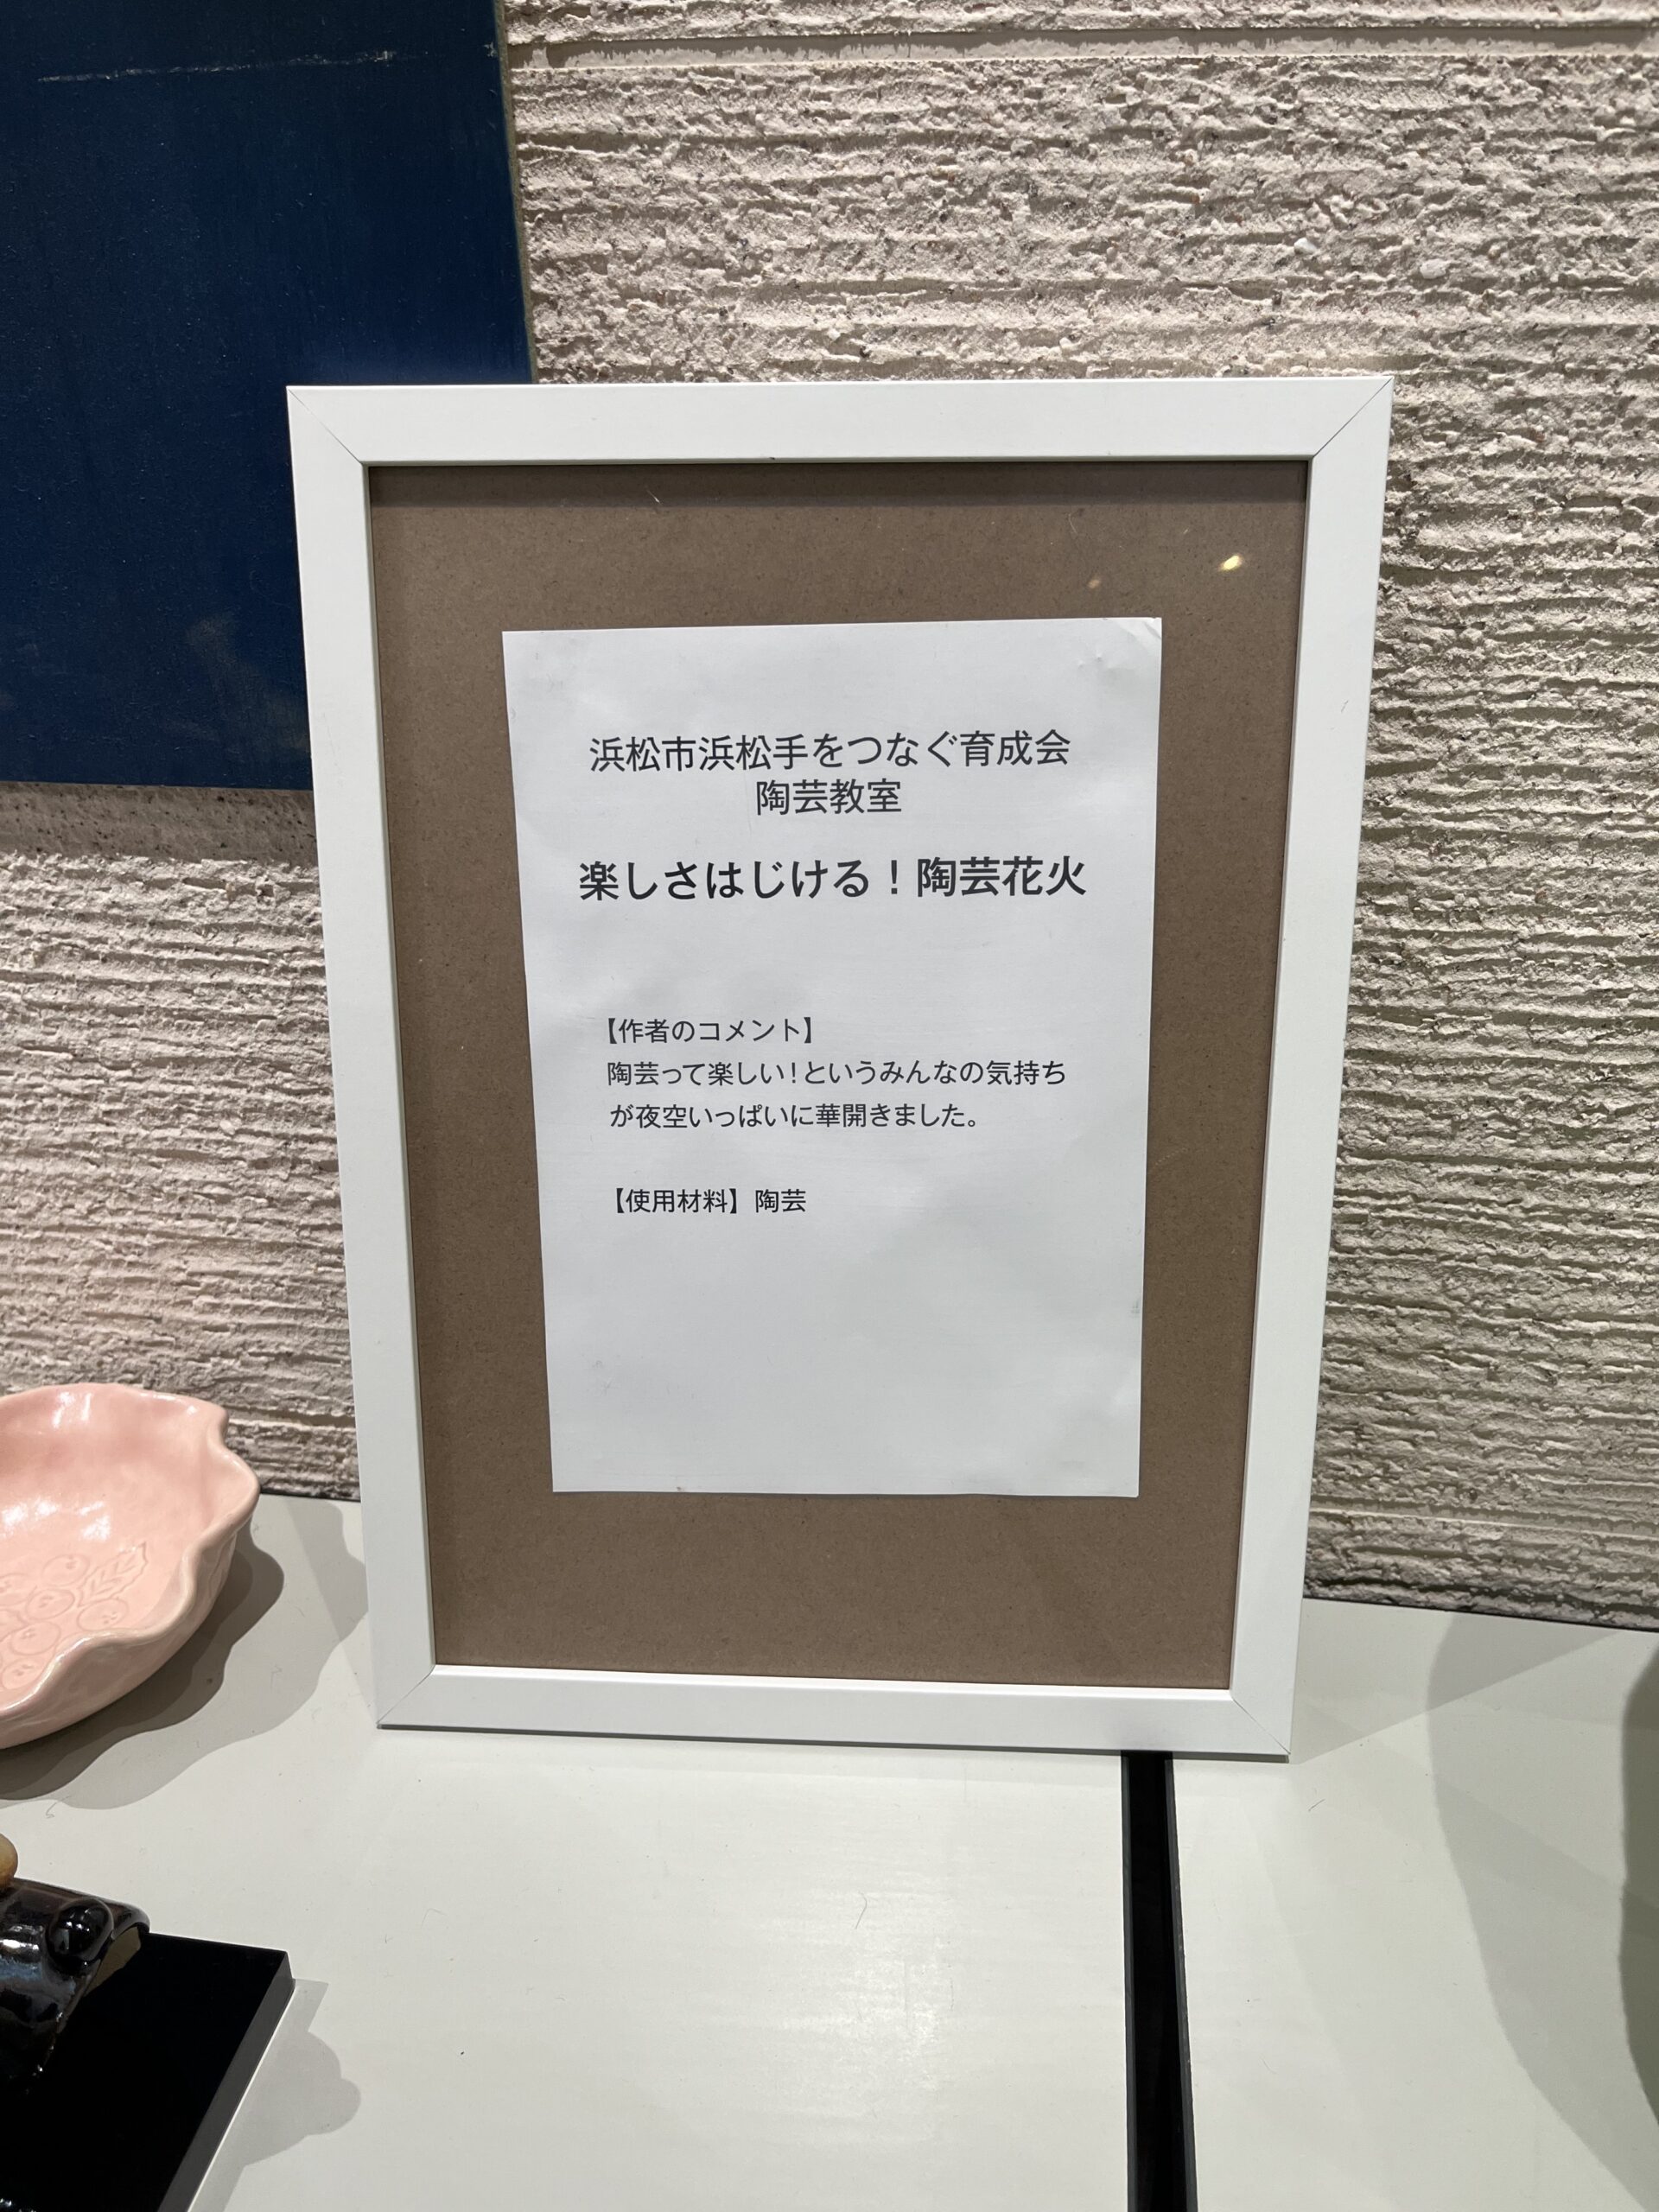 浜松市浜松手をつなぐ育成会
陶芸教室
楽しさはじける！陶芸花火
【作者のコメント】
陶芸って楽しい！というみんなの気持ち
が夜空いっぱいに華開きました。
【使用材料】陶芸